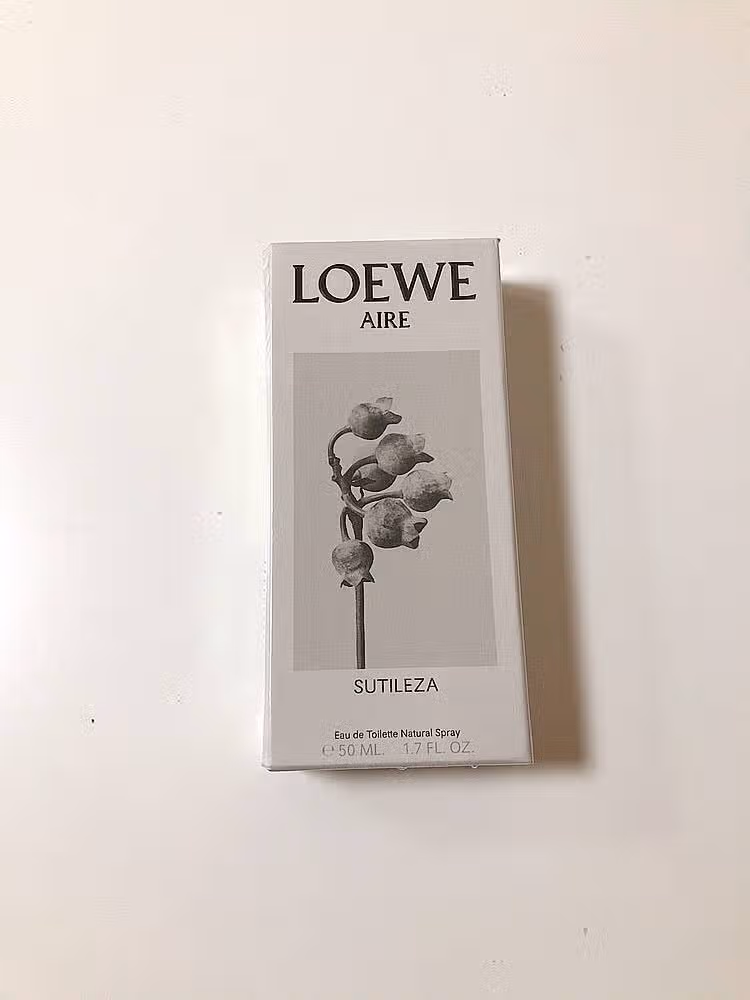 LOEWE
AIRE
SUTILEZA
Eau de Toilette Natural Spray
℮ 50 ML. 1.7 FL. OZ.